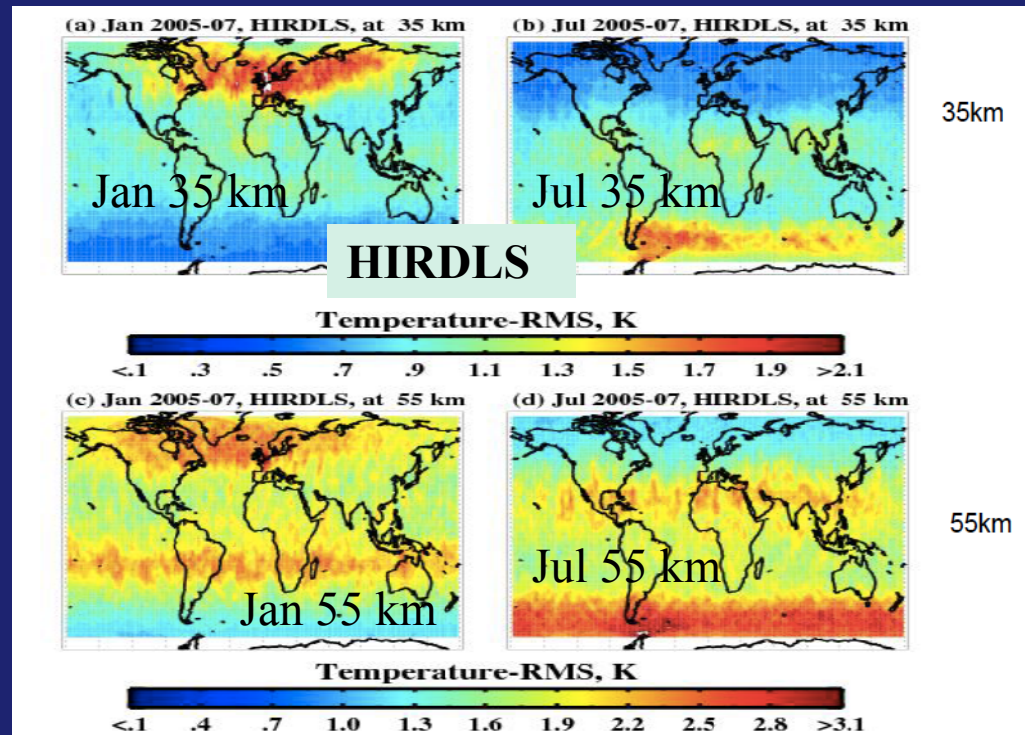 (a) Jan 2005-07, HIRDLS, at 35 km
(b) Jul 2005-07, HIRDLS, at 35 km
35km
Jan 35 km
Jul 35 km
HIRDLS
Temperature-RMS, K
<.1 .3 .5 .7 .9 1.1 1.3 1.5 1.7 1.9 >2.1
(c) Jan 2005-07, HIRDLS, at 55 km
(d) Jul 2005-07, HIRDLS, at 55 km
55km
Jan 55 km
Jul 55 km
Temperature-RMS, K
<.1 .4 .7 1.0 1.3 1.6 1.9 2.2 2.5 2.8 >3.1